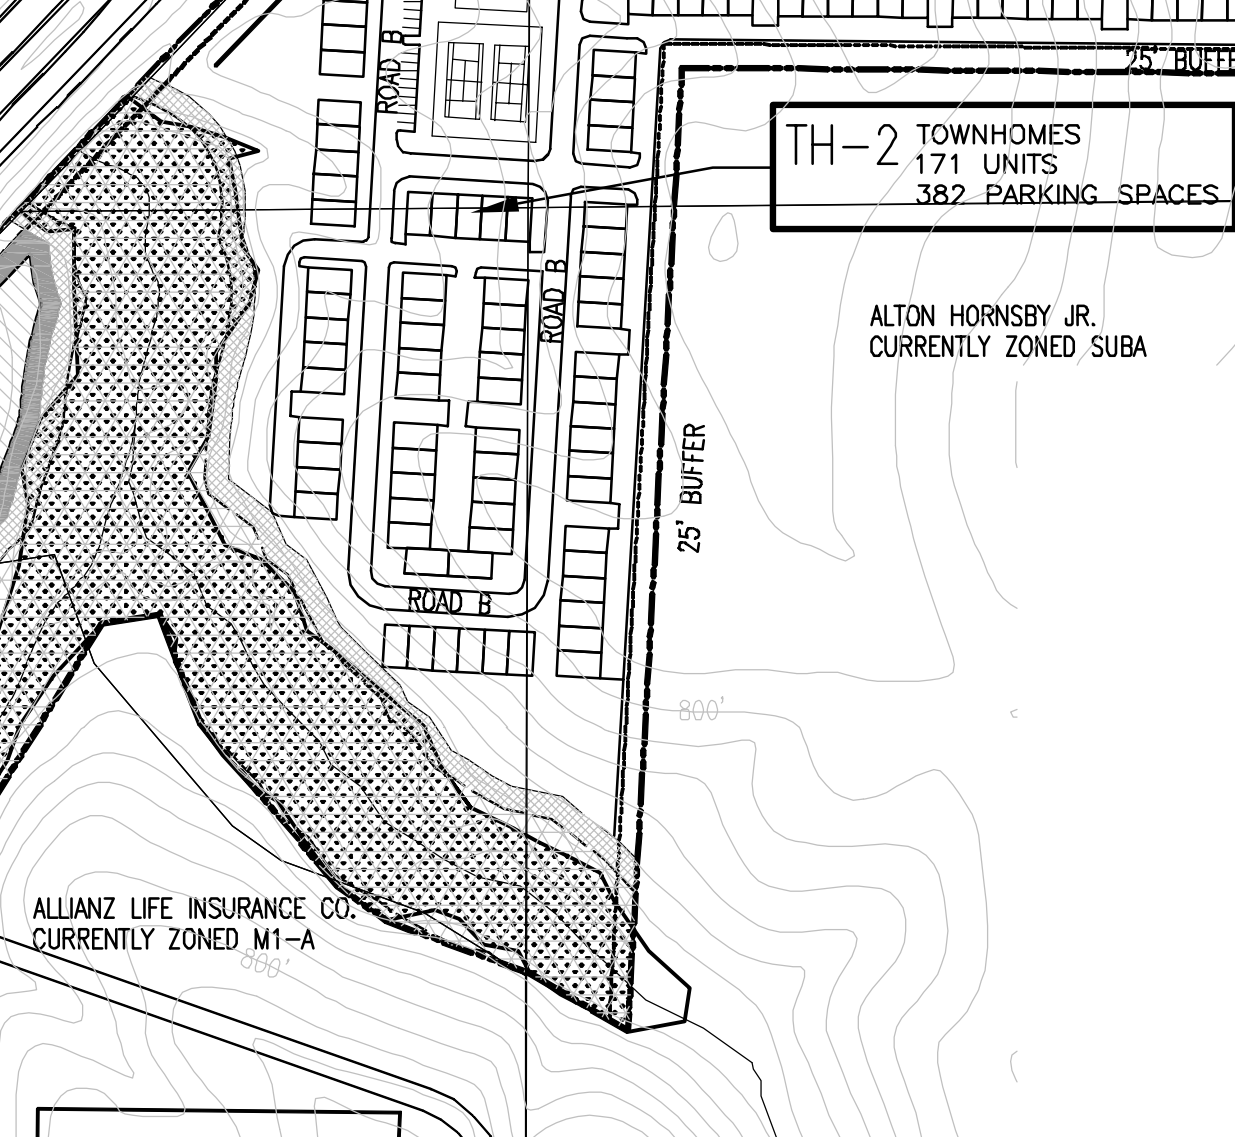 ROAD B
25' BUFFE
TH-2
TOWNHOMES
171 UNITS
382 PARKING SPACES
ROAD B
ALTON HORNSBY JR.
CURRENTLY ZONED SUBA
25' BUFFER
ROAD B
800'
ALLIANZ LIFE INSURANCE CO.
CURRENTLY ZONED M1-A
800'